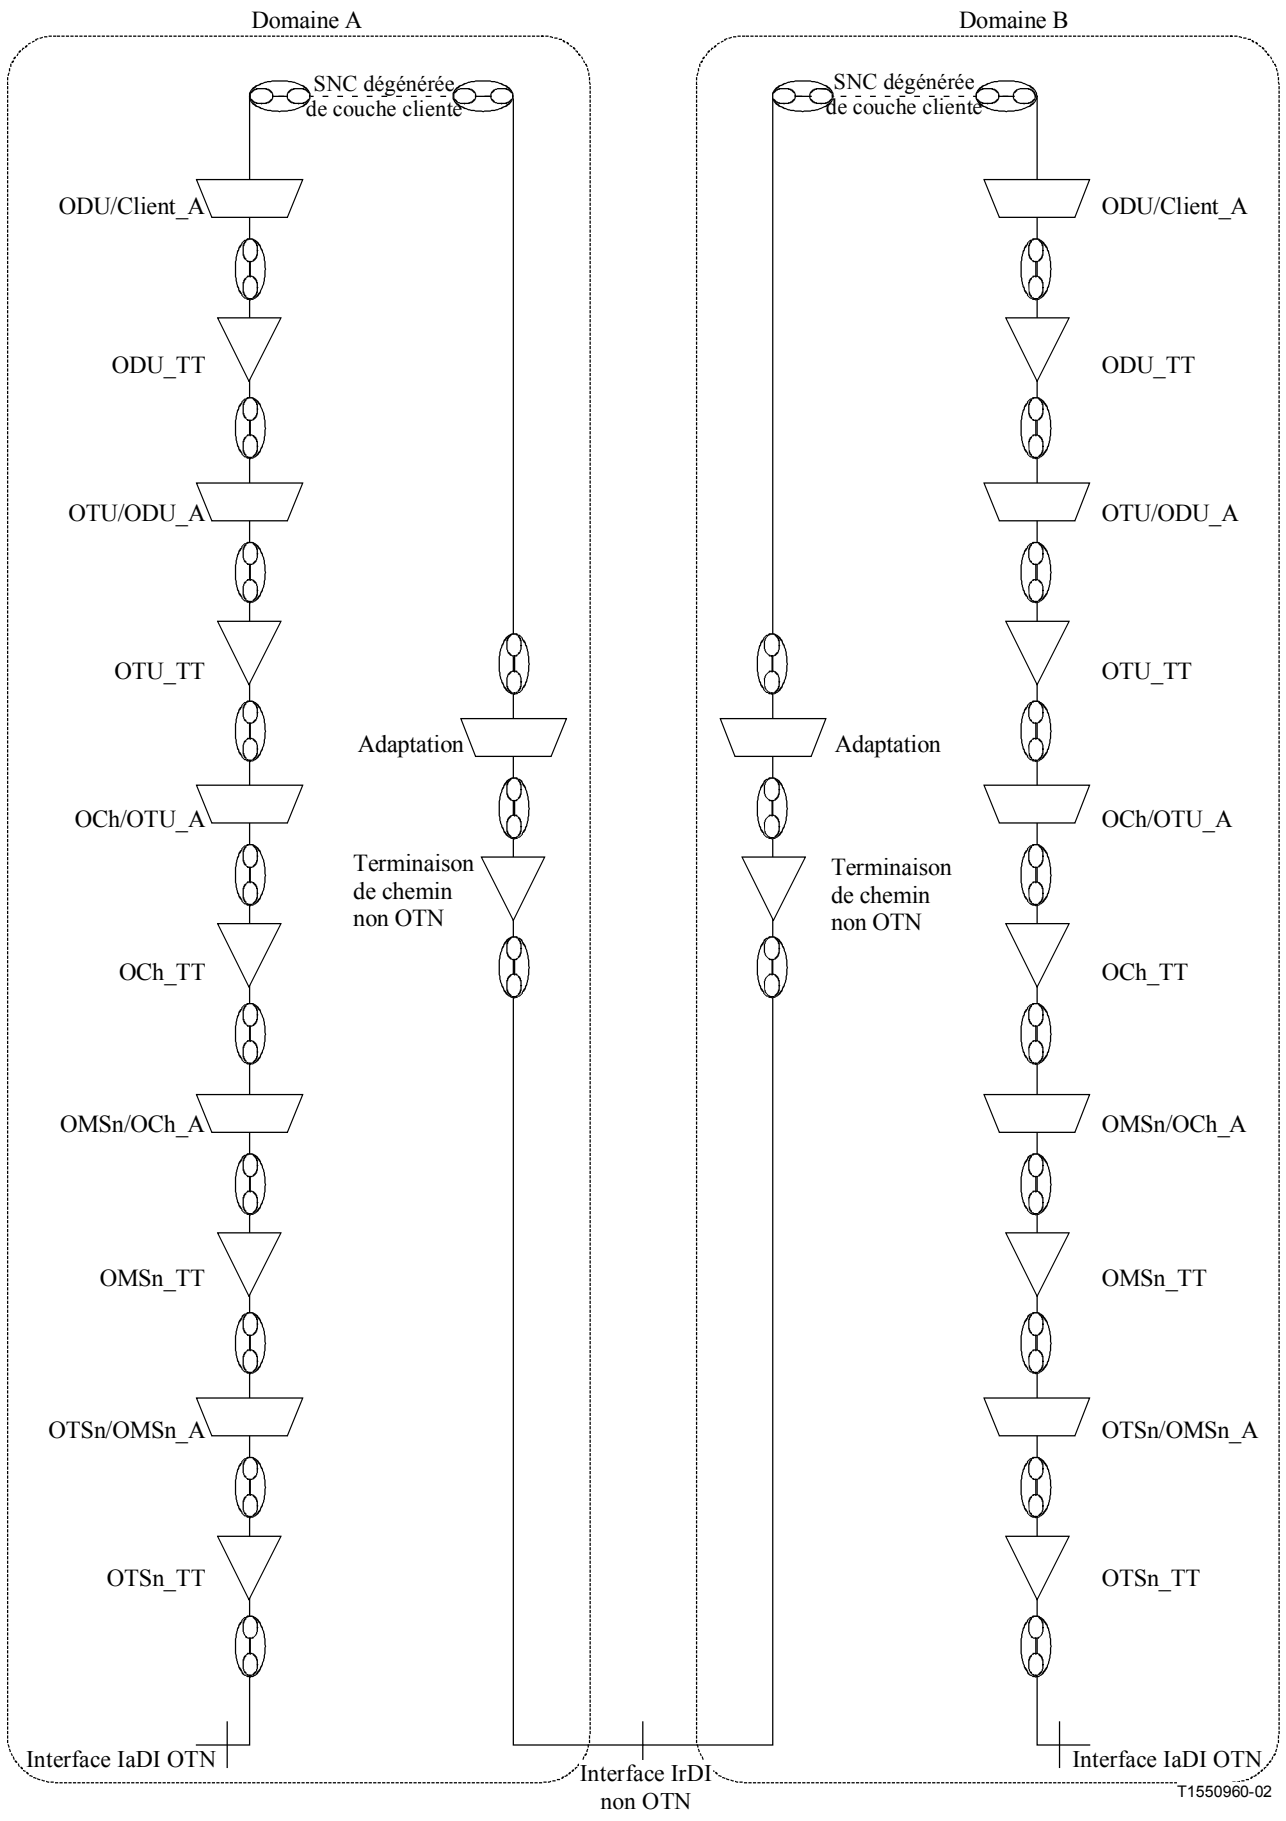 Domaine A
Domaine B
SNC dégénérée
de couche cliente
SNC dégénérée
de couche cliente
ODU/Client_A
ODU/Client_A
ODU_TT
ODU_TT
OTU/ODU_A
OTU/ODU_A
OTU_TT
OTU_TT
Adaptation
Adaptation
OCh/OTU_A
OCh/OTU_A
Terminaison
de chemin
non OTN
Terminaison
de chemin
non OTN
OCh_TT
OCh_TT
OMSn/OCh_A
OMSn/OCh_A
OMSn_TT
OMSn_TT
OTSn/OMSn_A
OTSn/OMSn_A
OTSn_TT
OTSn_TT
Interface IaDI OTN
Interface IrDI
non OTN
Interface IaDI OTN
T1550960-02